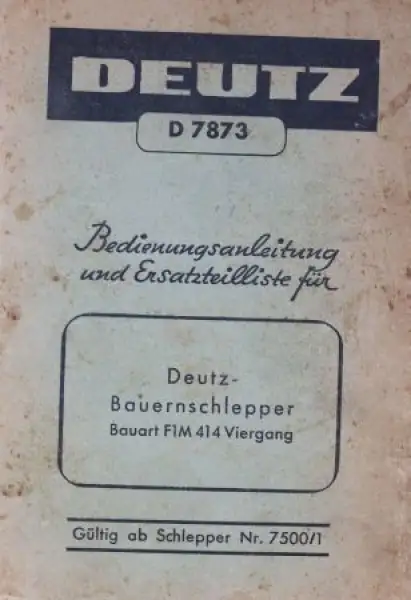 DEUTZ
D 7873
Bedienungsanleitung
und Ersatzteilliste für
Deutz-
Bauernschlepper
Bauart F1M 414 Viergang
Gültig ab Schlepper Nr. 7500/1